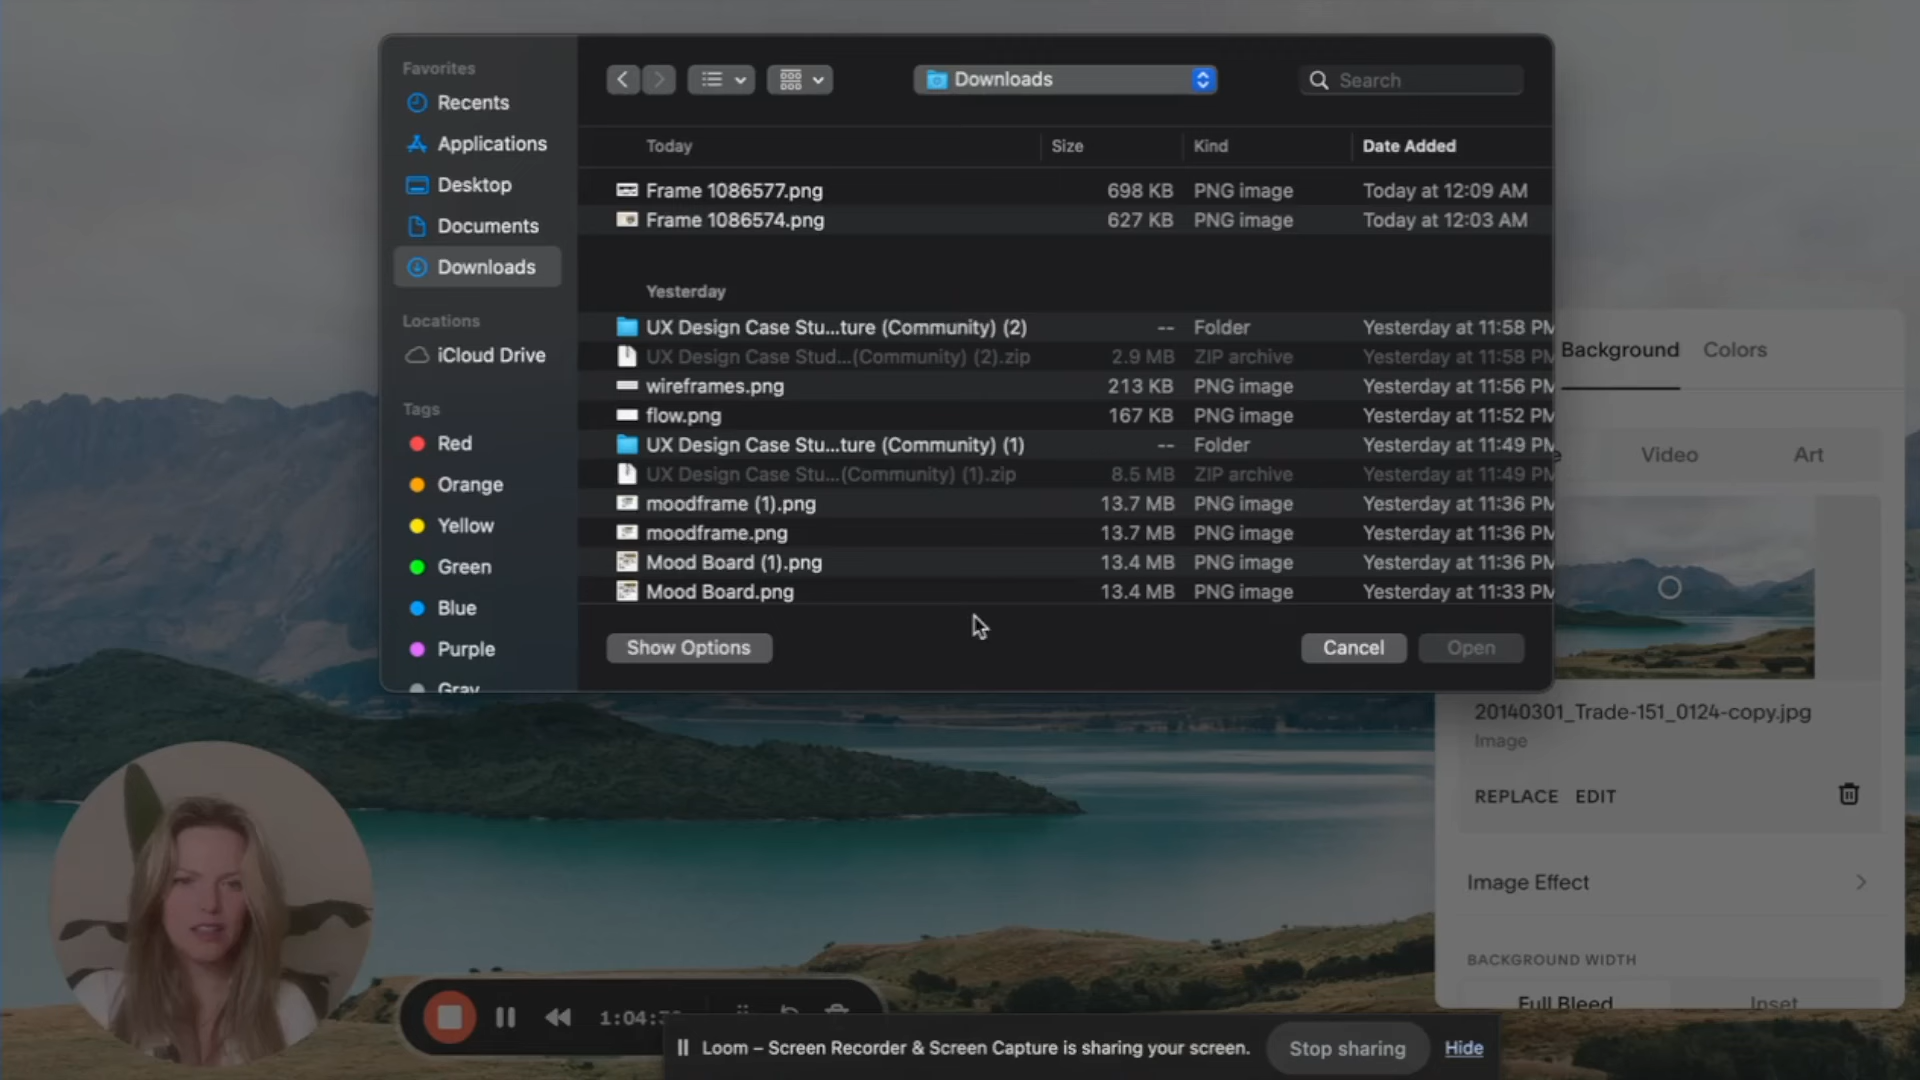 Favorites
Recents
Applications
Desktop
Documents
Downloads
Locations
iCloud Drive
Tags
Red
Orange
Yellow
Green
Blue
Purple
Gray
Downloads
Search
Today Size Kind Date Added
Frame 1086577.png 698 KB PNG image Today at 12:09 AM
Frame 1086574.png 627 KB PNG image Today at 12:03 AM
Yesterday
UX Design Case Stu...ture (Community) (2) -- Folder Yesterday at 11:58 PM
UX Design Case Stud...(Community) (2).zip 2.9 MB ZIP archive Yesterday at 11:58 PM
wireframes.png 213 KB PNG image Yesterday at 11:56 PM
flow.png 167 KB PNG image Yesterday at 11:52 PM
UX Design Case Stu...ture (Community) (1) -- Folder Yesterday at 11:49 PM
UX Design Case Stu...(Community) (1).zip 8.5 MB ZIP archive Yesterday at 11:49 PM
moodframe (1).png 13.7 MB PNG image Yesterday at 11:36 PM
moodframe.png 13.7 MB PNG image Yesterday at 11:36 PM
Mood Board (1).png 13.4 MB PNG image Yesterday at 11:36 PM
Mood Board.png 13.4 MB PNG image Yesterday at 11:33 PM
Show Options Cancel Open
Background Colors
Video Art
20140301_Trade-151_0124-copy.jpg
Image
REPLACE EDIT
Image Effect
BACKGROUND WIDTH
Full Bleed Inset
Loom – Screen Recorder & Screen Capture is sharing your screen. Stop sharing Hide